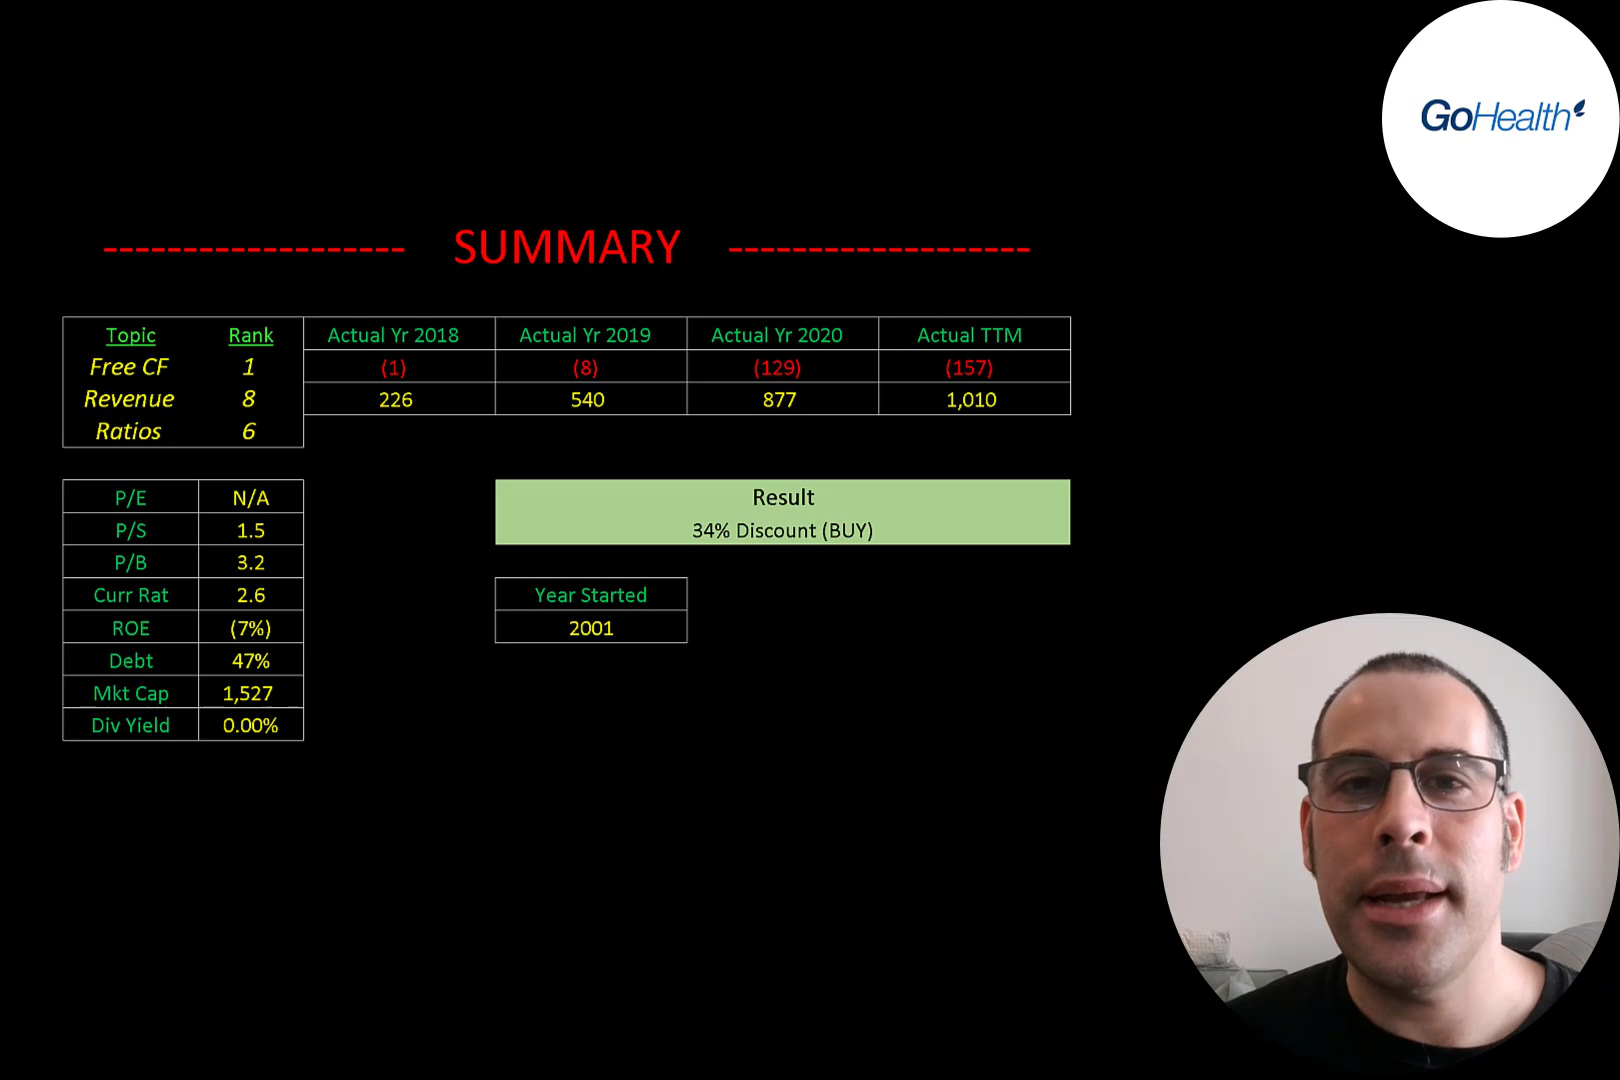 GoHealth
------------------- SUMMARY -------------------
Topic Rank Actual Yr 2018 Actual Yr 2019 Actual Yr 2020 Actual TTM
Free CF 1 (1) (8) (129) (157)
Revenue 8 226 540 877 1,010
Ratios 6
P/E N/A
P/S 1.5
P/B 3.2
Curr Rat 2.6
ROE (7%)
Debt 47%
Mkt Cap 1,527
Div Yield 0.00%
Result
34% Discount (BUY)
Year Started
2001